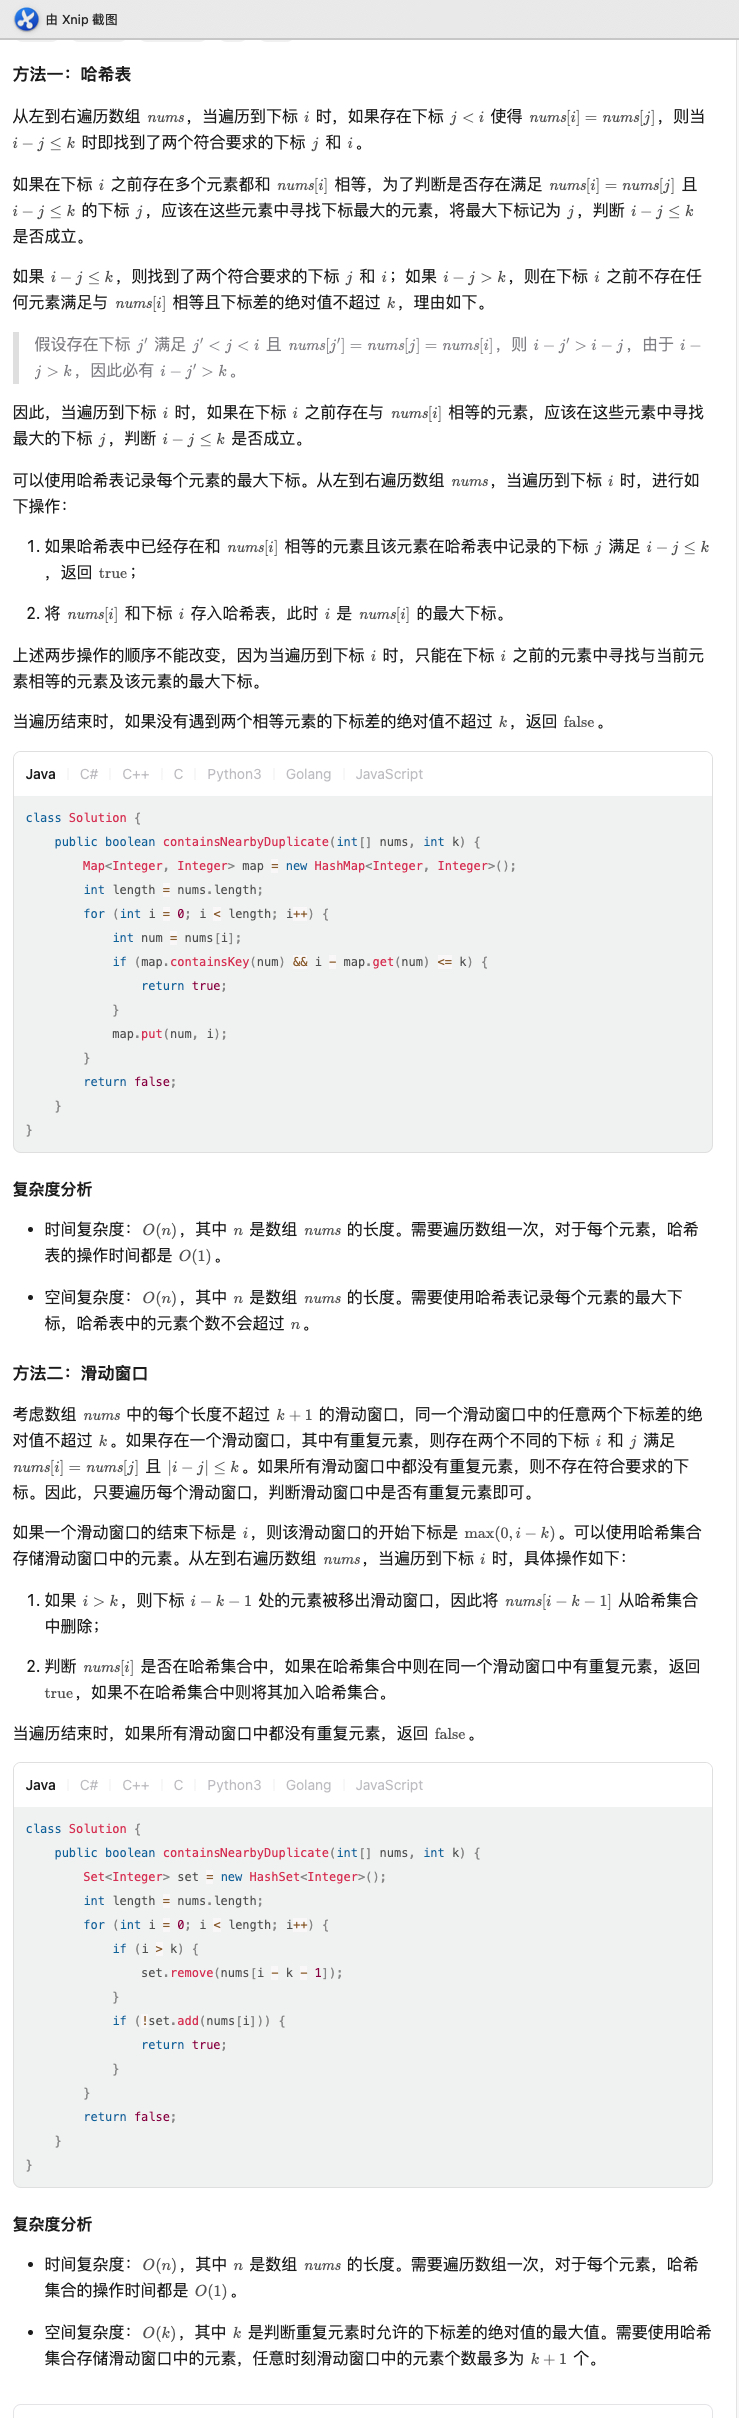 由 Xnip 截图
方法一：哈希表
从左到右遍历数组 nums，当遍历到下标 i 时，如果存在下标 j < i 使得 nums[i] = nums[j]，则当
i − j ≤ k 时即找到了两个符合要求的下标 j 和 i。
如果在下标 i 之前存在多个元素都和 nums[i] 相等，为了判断是否存在满足 nums[i] = nums[j] 且
i − j ≤ k 的下标 j，应该在这些元素中寻找下标最大的元素，将最大下标记为 j，判断 i − j ≤ k
是否成立。
如果 i − j ≤ k，则找到了两个符合要求的下标 j 和 i；如果 i − j > k，则在下标 i 之前不存在任
何元素满足与 nums[i] 相等且下标差的绝对值不超过 k，理由如下。
假设存在下标 j′ 满足 j′ < j < i 且 nums[j′] = nums[j] = nums[i]，则 i − j′ > i − j，由于 i −
j > k，因此必有 i − j′ > k。
因此，当遍历到下标 i 时，如果在下标 i 之前存在与 nums[i] 相等的元素，应该在这些元素中寻找
最大的下标 j，判断 i − j ≤ k 是否成立。
可以使用哈希表记录每个元素的最大下标。从左到右遍历数组 nums，当遍历到下标 i 时，进行如
下操作：
1. 如果哈希表中已经存在和 nums[i] 相等的元素且该元素在哈希表中记录的下标 j 满足 i − j ≤ k
，返回 true；
2. 将 nums[i] 和下标 i 存入哈希表，此时 i 是 nums[i] 的最大下标。
上述两步操作的顺序不能改变，因为当遍历到下标 i 时，只能在下标 i 之前的元素中寻找与当前元
素相等的元素及该元素的最大下标。
当遍历结束时，如果没有遇到两个相等元素的下标差的绝对值不超过 k，返回 false。
Java C# C++ C Python3 Golang JavaScript
class Solution {
    public boolean containsNearbyDuplicate(int[] nums, int k) {
        Map<Integer, Integer> map = new HashMap<Integer, Integer>();
        int length = nums.length;
        for (int i = 0; i < length; i++) {
            int num = nums[i];
            if (map.containsKey(num) && i - map.get(num) <= k) {
                return true;
            }
            map.put(num, i);
        }
        return false;
    }
}
复杂度分析
• 时间复杂度：O(n)，其中 n 是数组 nums 的长度。需要遍历数组一次，对于每个元素，哈希
表的操作时间都是 O(1)。
• 空间复杂度：O(n)，其中 n 是数组 nums 的长度。需要使用哈希表记录每个元素的最大下
标，哈希表中的元素个数不会超过 n。
方法二：滑动窗口
考虑数组 nums 中的每个长度不超过 k + 1 的滑动窗口，同一个滑动窗口中的任意两个下标差的绝
对值不超过 k。如果存在一个滑动窗口，其中有重复元素，则存在两个不同的下标 i 和 j 满足
nums[i] = nums[j] 且 |i − j| ≤ k。如果所有滑动窗口中都没有重复元素，则不存在符合要求的下
标。因此，只要遍历每个滑动窗口，判断滑动窗口中是否有重复元素即可。
如果一个滑动窗口的结束下标是 i，则该滑动窗口的开始下标是 max(0, i − k)。可以使用哈希集合
存储滑动窗口中的元素。从左到右遍历数组 nums，当遍历到下标 i 时，具体操作如下：
1. 如果 i > k，则下标 i − k − 1 处的元素被移出滑动窗口，因此将 nums[i − k − 1] 从哈希集合
中删除；
2. 判断 nums[i] 是否在哈希集合中，如果在哈希集合中则在同一个滑动窗口中有重复元素，返回
true，如果不在哈希集合中则将其加入哈希集合。
当遍历结束时，如果所有滑动窗口中都没有重复元素，返回 false。
Java C# C++ C Python3 Golang JavaScript
class Solution {
    public boolean containsNearbyDuplicate(int[] nums, int k) {
        Set<Integer> set = new HashSet<Integer>();
        int length = nums.length;
        for (int i = 0; i < length; i++) {
            if (i > k) {
                set.remove(nums[i - k - 1]);
            }
            if (!set.add(nums[i])) {
                return true;
            }
        }
        return false;
    }
}
复杂度分析
• 时间复杂度：O(n)，其中 n 是数组 nums 的长度。需要遍历数组一次，对于每个元素，哈希
集合的操作时间都是 O(1)。
• 空间复杂度：O(k)，其中 k 是判断重复元素时允许的下标差的绝对值的最大值。需要使用哈希
集合存储滑动窗口中的元素，任意时刻滑动窗口中的元素个数最多为 k + 1 个。